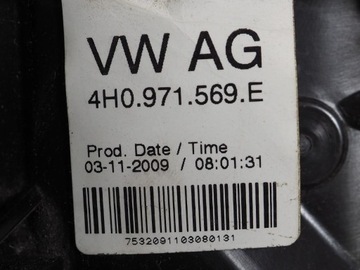 VW AG
4H0.971.569.E
Prod. Date / Time
03-11-2009 / 08:01:31
7532091103080131